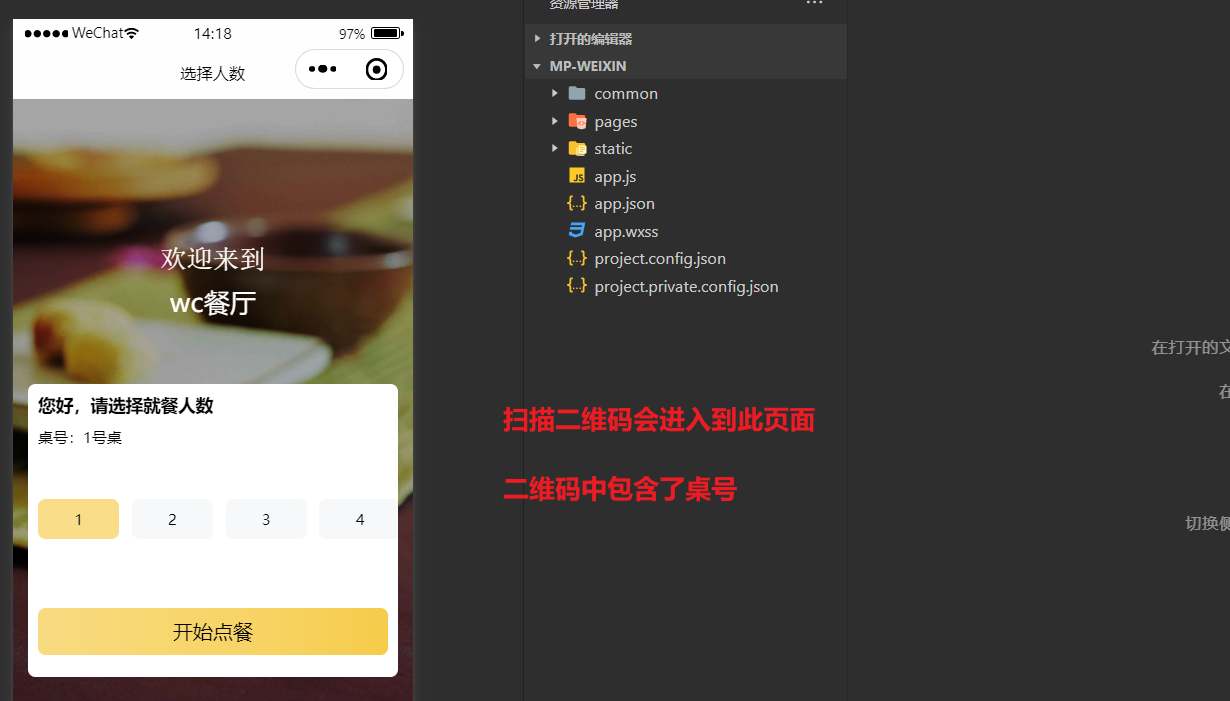 WeChat 14:18 97%
选择人数
欢迎来到
wc餐厅
您好，请选择就餐人数
桌号：1号桌
1 2 3 4
开始点餐
资源管理器
打开的编辑器
MP-WEIXIN
common
pages
static
JS app.js
{..} app.json
app.wxss
{..} project.config.json
{..} project.private.config.json
扫描二维码会进入到此页面
二维码中包含了桌号
在打开的文
在
切换侧